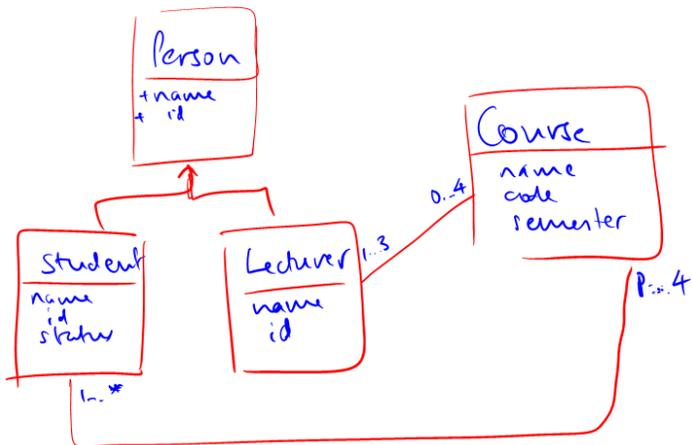 Person
+ name
+ id
Course
name
code
semester
0..4
1..3
Student
name
id
status
Lecturer
name
id
1..*